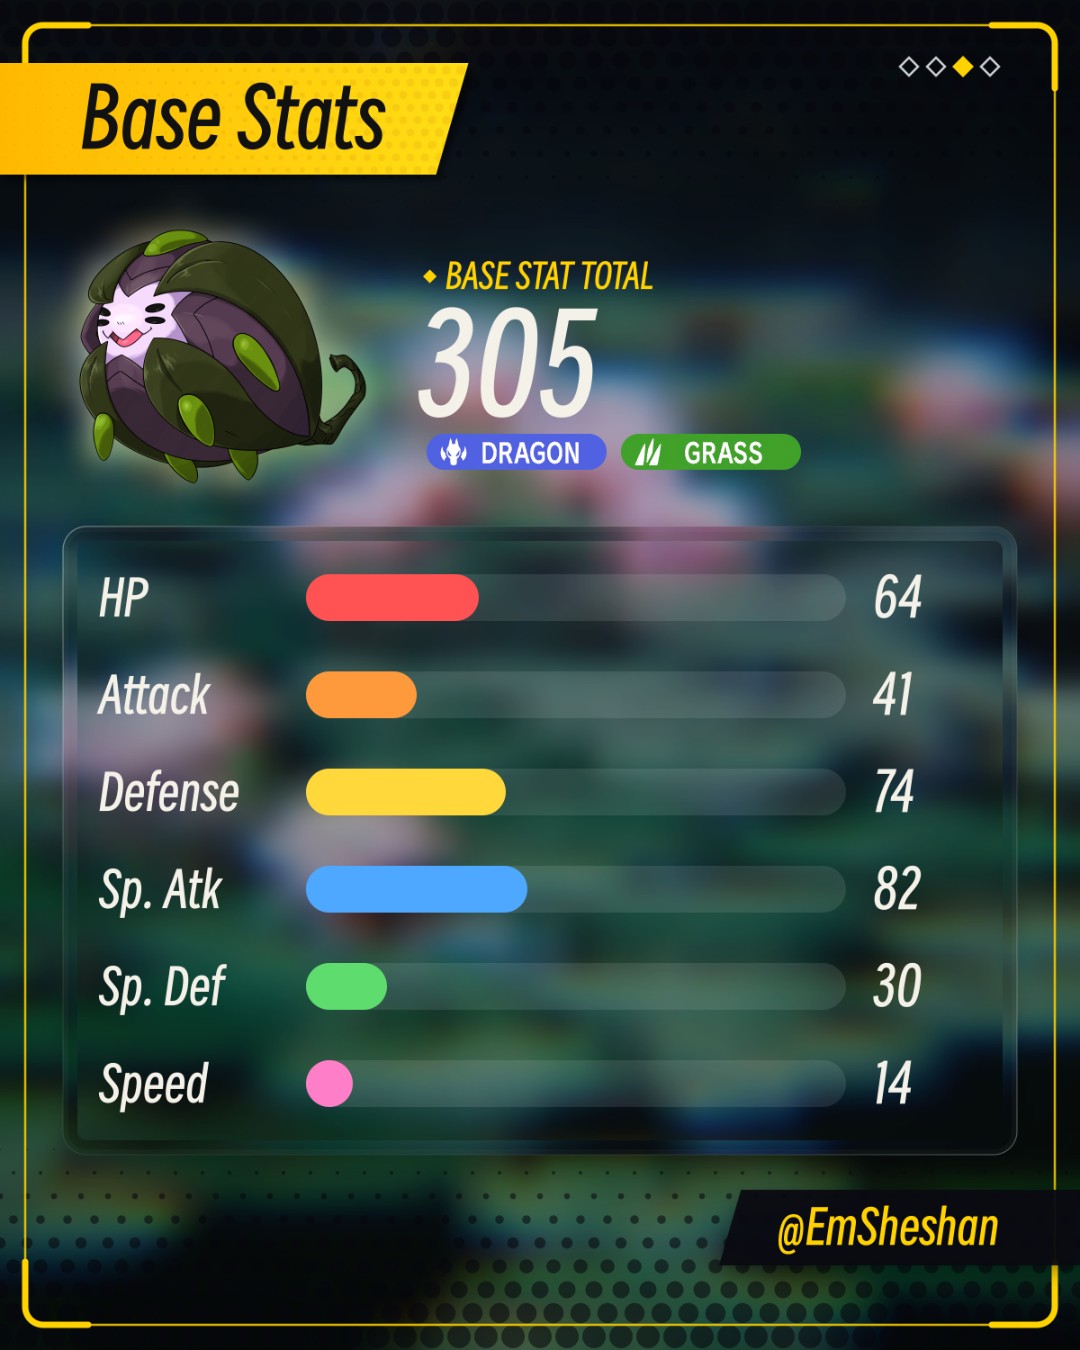 Base Stats
BASE STAT TOTAL
305
DRAGON GRASS
HP 64
Attack 41
Defense 74
Sp. Atk 82
Sp. Def 30
Speed 14
@EmSheshan